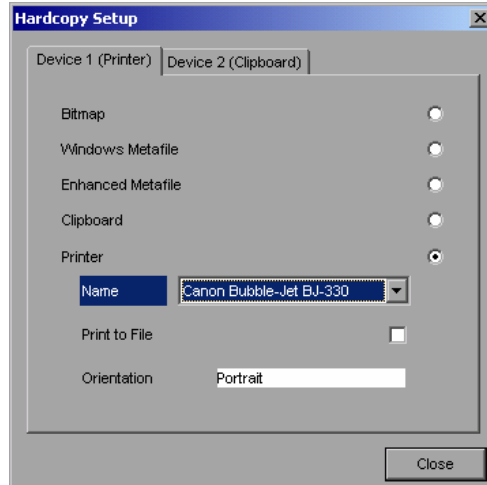 Hardcopy Setup
Device 1 (Printer) Device 2 (Clipboard)
Bitmap
Windows Metafile
Enhanced Metafile
Clipboard
Printer
Name Canon Bubble-Jet BJ-330
Print to File
Orientation Portrait
Close